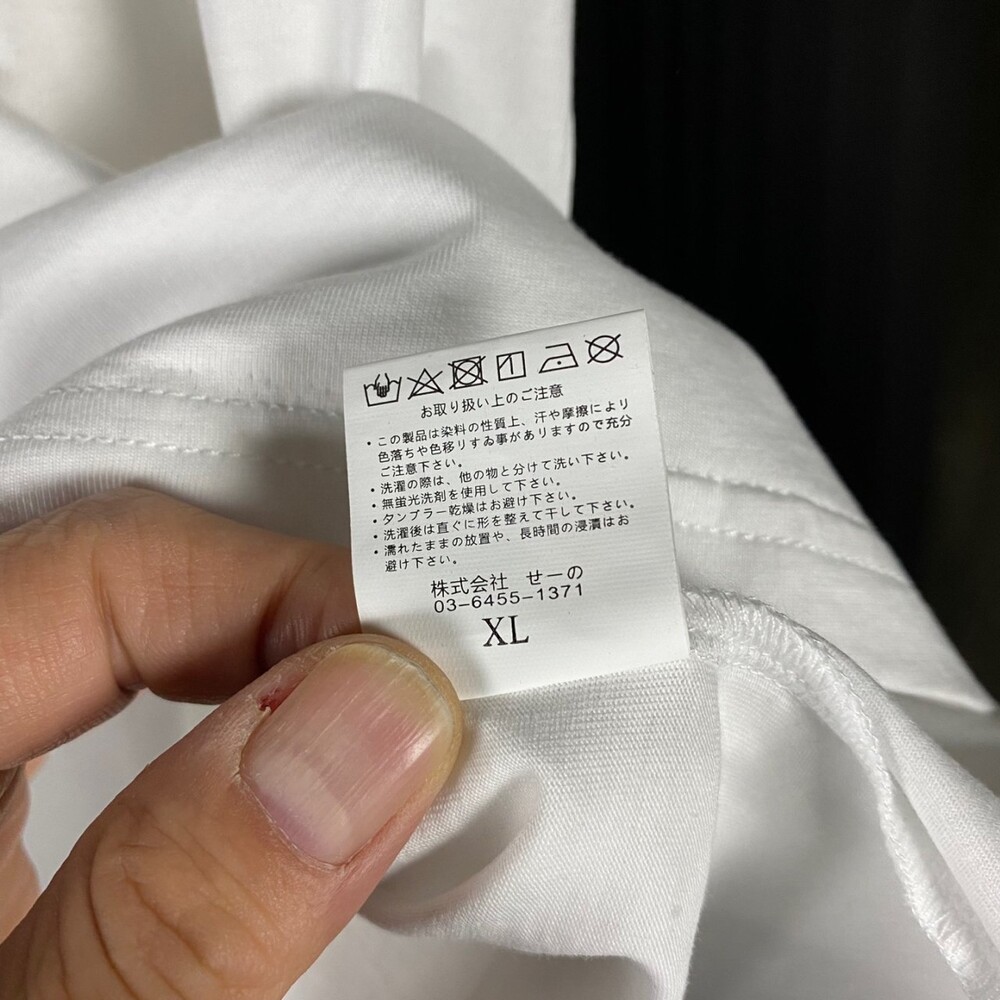 お取り扱い上のご注意
・この製品は染料の性質上、汗や摩擦により
色落ちや色移りすゐ事がありますので充分
ご注意下さい。
・洗濯の際は、他の物と分けて洗い下さい。
・無蛍光洗剤を使用して下さい。
・タンブラー乾燥はお避け下さい。
・洗濯後は直ぐに形を整えて干して下さい。
・濡れたままの放置や、長時間の浸漬はお
避け下さい。
株式会社 せーの
03-6455-1371
XL